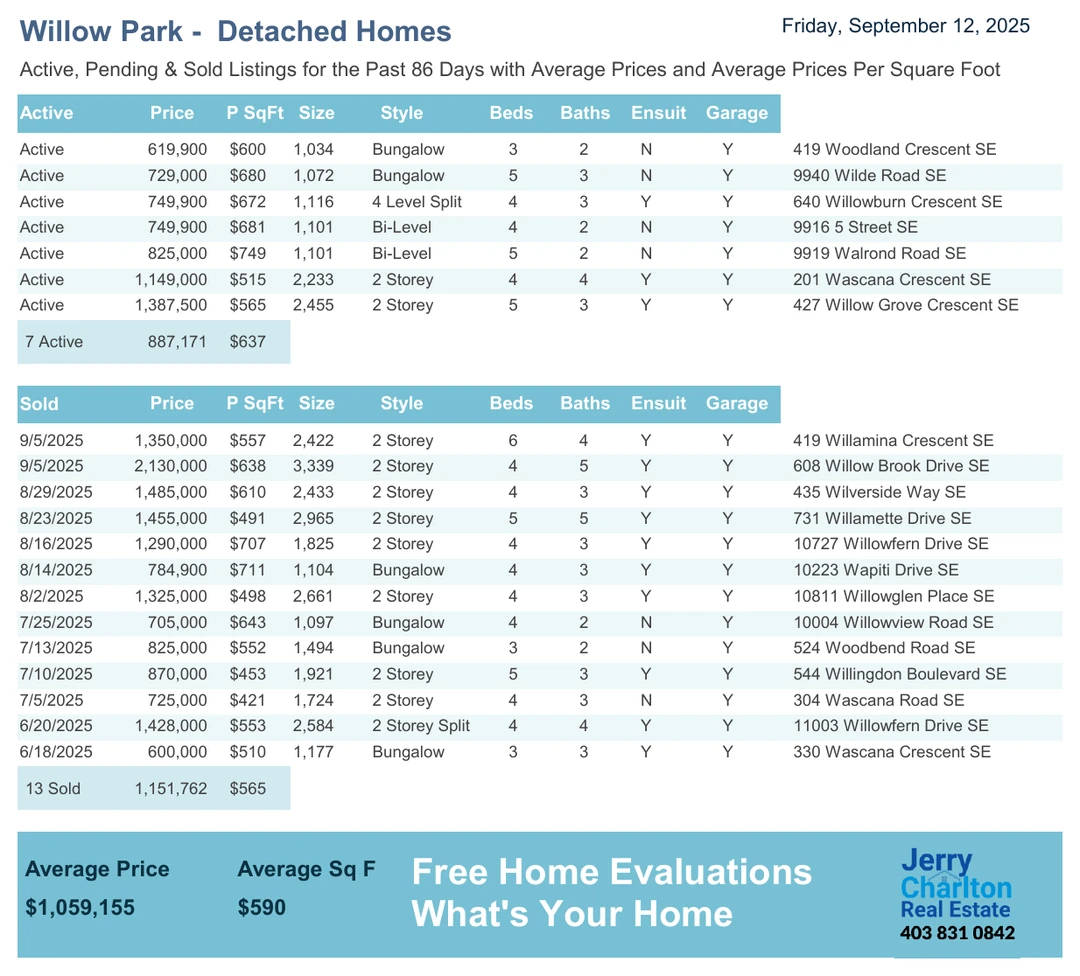 Willow Park - Detached Homes
Friday, September 12, 2025
Active, Pending & Sold Listings for the Past 86 Days with Average Prices and Average Prices Per Square Foot
Active Price P SqFt Size Style Beds Baths Ensuit Garage
Active 619,900 $600 1,034 Bungalow 3 2 N Y 419 Woodland Crescent SE
Active 729,000 $680 1,072 Bungalow 5 3 N Y 9940 Wilde Road SE
Active 749,900 $672 1,116 4 Level Split 4 3 Y Y 640 Willowburn Crescent SE
Active 749,900 $681 1,101 Bi-Level 4 2 N Y 9916 5 Street SE
Active 825,000 $749 1,101 Bi-Level 5 2 N Y 9919 Walrond Road SE
Active 1,149,000 $515 2,233 2 Storey 4 4 Y Y 201 Wascana Crescent SE
Active 1,387,500 $565 2,455 2 Storey 5 3 Y Y 427 Willow Grove Crescent SE
7 Active 887,171 $637
Sold Price P SqFt Size Style Beds Baths Ensuit Garage
9/5/2025 1,350,000 $557 2,422 2 Storey 6 4 Y Y 419 Willamina Crescent SE
9/5/2025 2,130,000 $638 3,339 2 Storey 4 5 Y Y 608 Willow Brook Drive SE
8/29/2025 1,485,000 $610 2,433 2 Storey 4 3 Y Y 435 Wilverside Way SE
8/23/2025 1,455,000 $491 2,965 2 Storey 5 5 Y Y 731 Willamette Drive SE
8/16/2025 1,290,000 $707 1,825 2 Storey 4 3 Y Y 10727 Willowfern Drive SE
8/14/2025 784,900 $711 1,104 Bungalow 4 3 Y Y 10223 Wapiti Drive SE
8/2/2025 1,325,000 $498 2,661 2 Storey 4 3 Y Y 10811 Willowglen Place SE
7/25/2025 705,000 $643 1,097 Bungalow 4 2 N Y 10004 Willowview Road SE
7/13/2025 825,000 $552 1,494 Bungalow 3 2 N Y 524 Woodbend Road SE
7/10/2025 870,000 $453 1,921 2 Storey 5 3 Y Y 544 Willingdon Boulevard SE
7/5/2025 725,000 $421 1,724 2 Storey 4 3 N Y 304 Wascana Road SE
6/20/2025 1,428,000 $553 2,584 2 Storey Split 4 4 Y Y 11003 Willowfern Drive SE
6/18/2025 600,000 $510 1,177 Bungalow 3 3 Y Y 330 Wascana Crescent SE
13 Sold 1,151,762 $565
Average Price Average Sq F
$1,059,155 $590
Free Home Evaluations
What's Your Home
Jerry
Charlton
Real Estate
403 831 0842